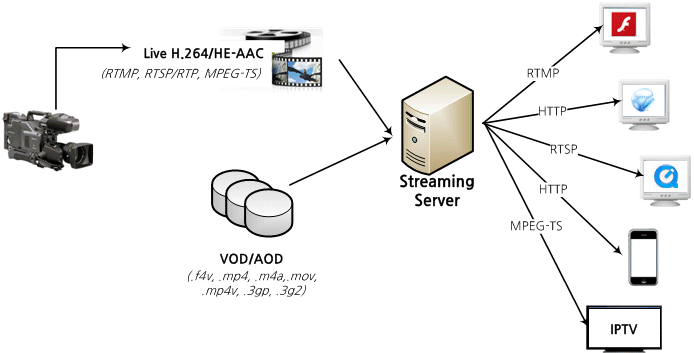 Live H.264/HE-AAC
(RTMP, RTSP/RTP, MPEG-TS)
Streaming
Server
VOD/AOD
(.f4v, .mp4, .m4a,.mov,
.mp4v, .3gp, .3g2)
RTMP
HTTP
RTSP
HTTP
MPEG-TS
IPTV